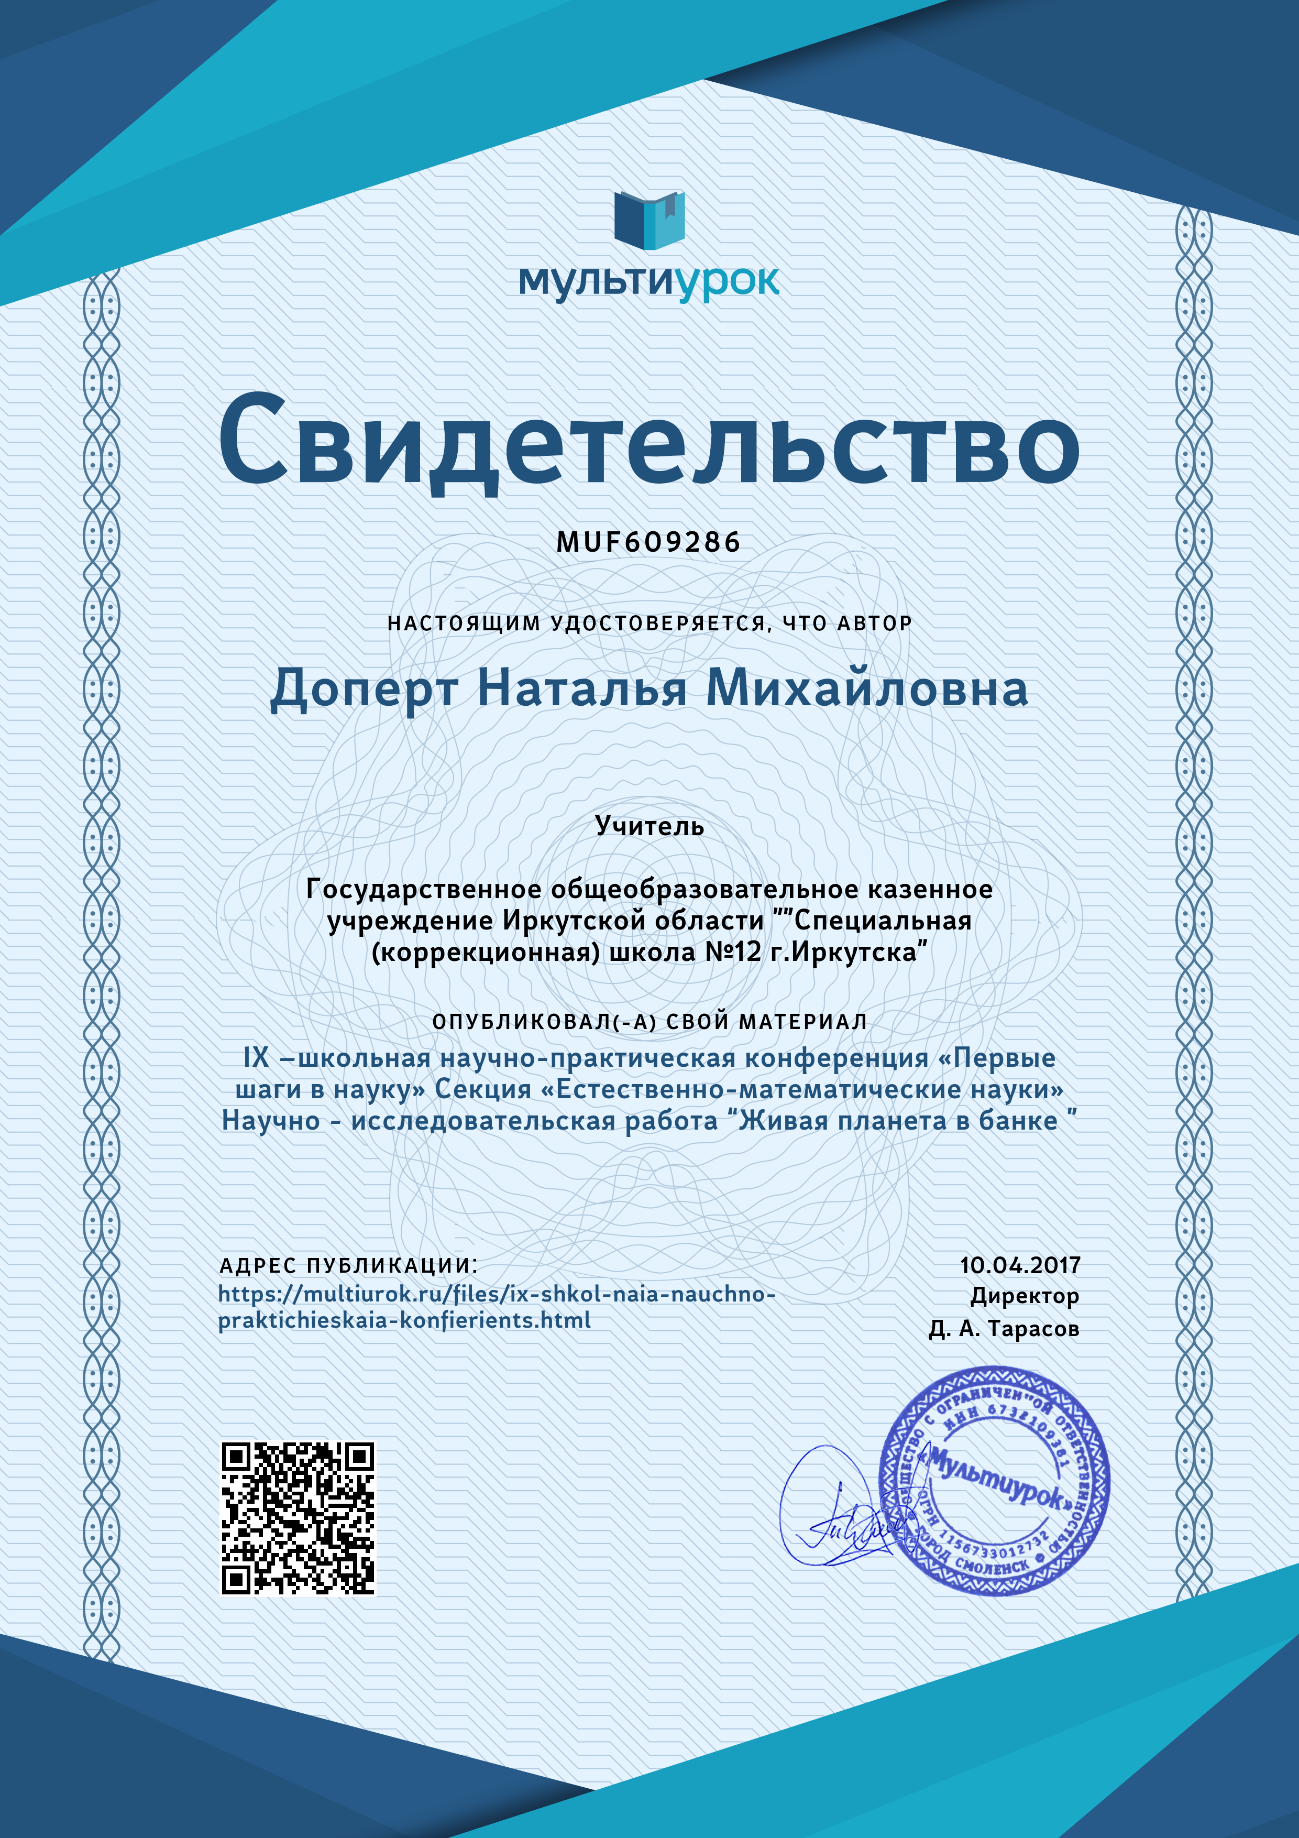 мультиурок
Свидетельство
MUF609286
НАСТОЯЩИМ УДОСТОВЕРЯЕТСЯ, ЧТО АВТОР
Доперт Наталья Михайловна
Учитель
Государственное общеобразовательное казенное
учреждение Иркутской области ””Специальная
(коррекционная) школа №12 г.Иркутска”
ОПУБЛИКОВАЛ(-А) СВОЙ МАТЕРИАЛ
IX –школьная научно-практическая конференция «Первые
шаги в науку» Секция «Естественно-математические науки»
Научно - исследовательская работа “Живая планета в банке ”
АДРЕС ПУБЛИКАЦИИ:
https://multiurok.ru/files/ix-shkol-naia-nauchno-
praktichieskaia-konfierients.html
10.04.2017
Директор
Д. А. Тарасов
ОБЩЕСТВО С ОГРАНИЧЕННОЙ ОТВЕТСТВЕННОСТЬЮ
ИНН 6732109381
«Мультиурок»
ОГРН 1156733012732
ГОРОД СМОЛЕНСК